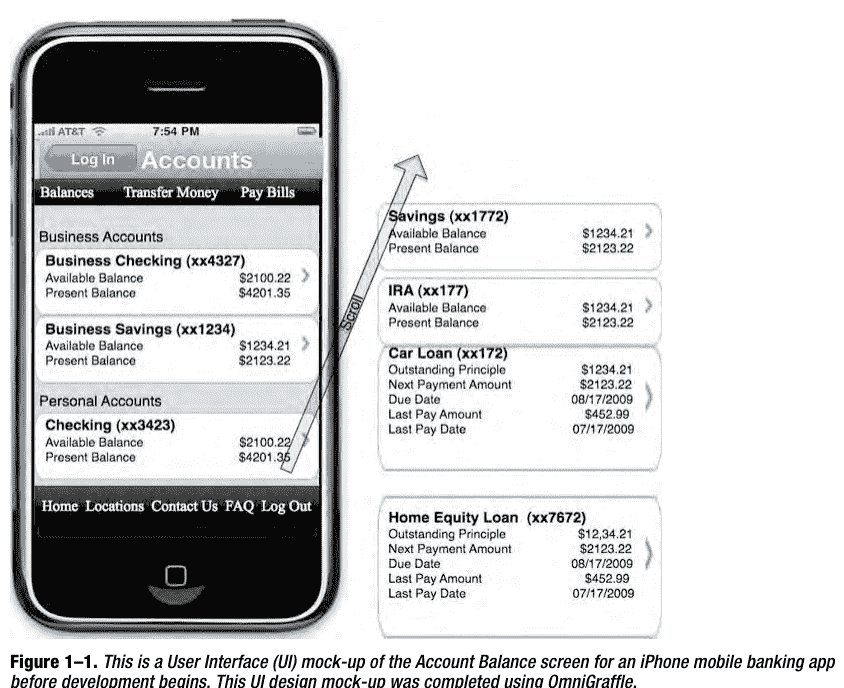 AT&T 7:54 PM
Log In Accounts
Balances Transfer Money Pay Bills
Business Accounts
Business Checking (xx4327)
Available Balance $2100.22
Present Balance $4201.35
Business Savings (xx1234)
Available Balance $1234.21
Present Balance $2123.22
Personal Accounts
Checking (xx3423)
Available Balance $2100.22
Present Balance $4201.35
Home Locations Contact Us FAQ Log Out
Scroll
Savings (xx1772)
Available Balance $1234.21
Present Balance $2123.22
IRA (xx177)
Available Balance $1234.21
Present Balance $2123.22
Car Loan (xx172)
Outstanding Principle $1234.21
Next Payment Amount $2123.22
Due Date 08/17/2009
Last Pay Amount $452.99
Last Pay Date 07/17/2009
Home Equity Loan (xx7672)
Outstanding Principle $12,34.21
Next Payment Amount $2123.22
Due Date 08/17/2009
Last Pay Amount $452.99
Last Pay Date 07/17/2009
Figure 1–1. This is a User Interface (UI) mock-up of the Account Balance screen for an iPhone mobile banking app
before development begins. This UI design mock-up was completed using OmniGraffle.